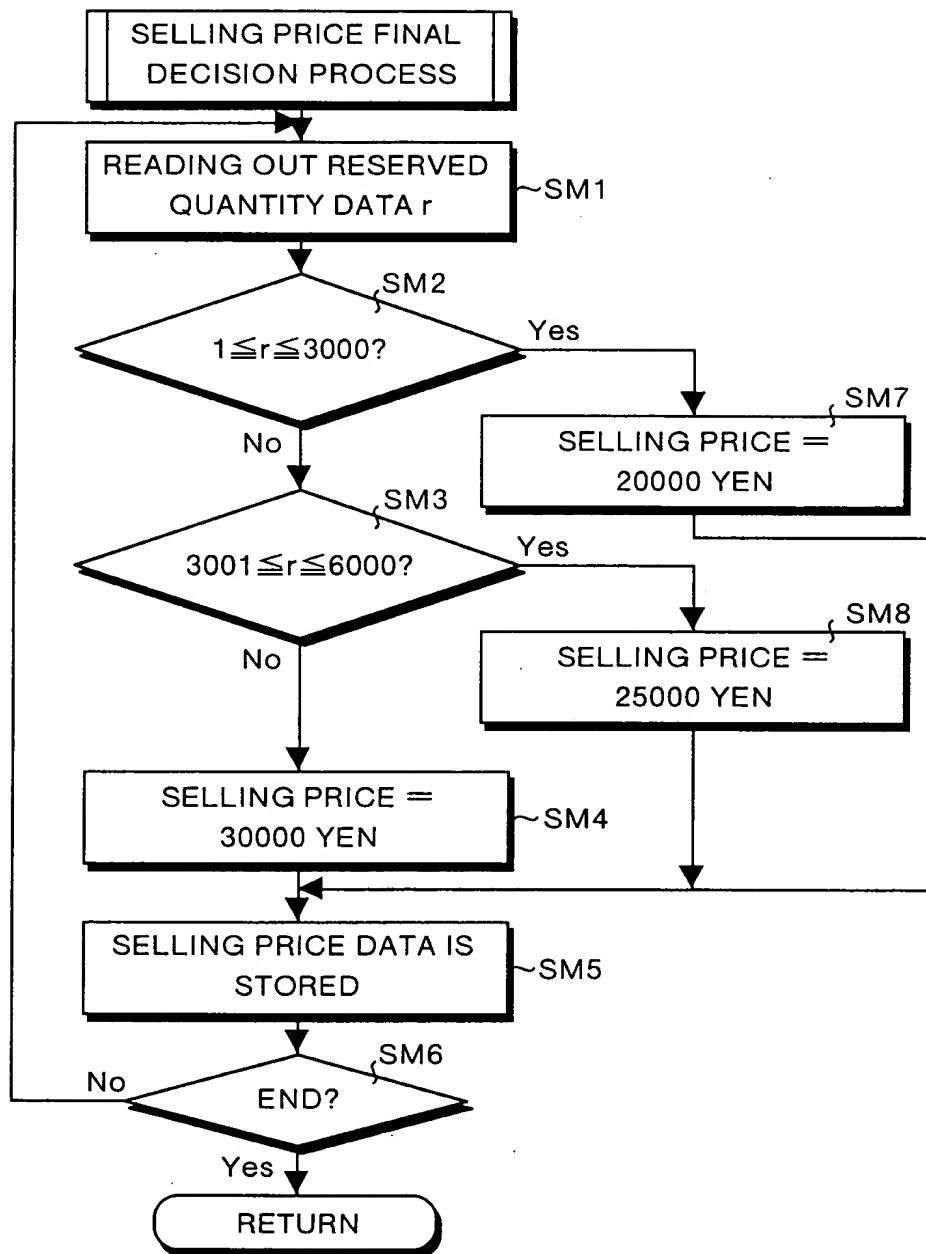 SELLING PRICE FINAL
DECISION PROCESS
READING OUT RESERVED
QUANTITY DATA r
SM1
SM2
1≦r≦3000?
Yes
No
SM7
SELLING PRICE =
20000 YEN
SM3
3001≦r≦6000?
Yes
No
SM8
SELLING PRICE =
25000 YEN
SELLING PRICE =
30000 YEN
SM4
SELLING PRICE DATA IS
STORED
SM5
SM6
END?
No
Yes
RETURN